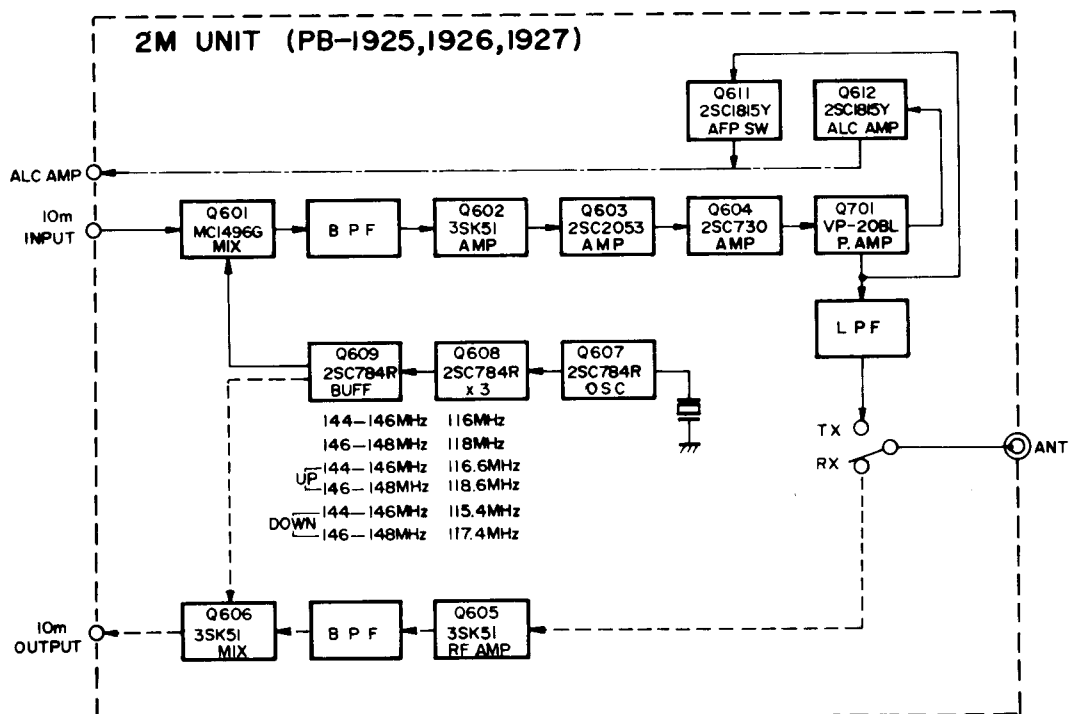 2M UNIT (PB-1925,1926,1927)
Q611
2SC1815Y
AFP SW
Q612
2SC1815Y
ALC AMP
ALC AMP
10m
INPUT
Q601
MC1496G
MIX
B P F
Q602
3SK51
AMP
Q603
2SC2053
AMP
Q604
2SC730
AMP
Q701
VP-20BL
P. AMP
L P F
Q609
2SC784R
BUFF
Q608
2SC784R
x 3
Q607
2SC784R
OSC
144-146MHz 116MHz
146-148MHz 118MHz
UP
144-146MHz 116.6MHz
146-148MHz 118.6MHz
DOWN
144-146MHz 115.4MHz
146-148MHz 117.4MHz
TX
RX
ANT
10m
OUTPUT
Q606
3SK51
MIX
B P F
Q605
3SK51
RF AMP